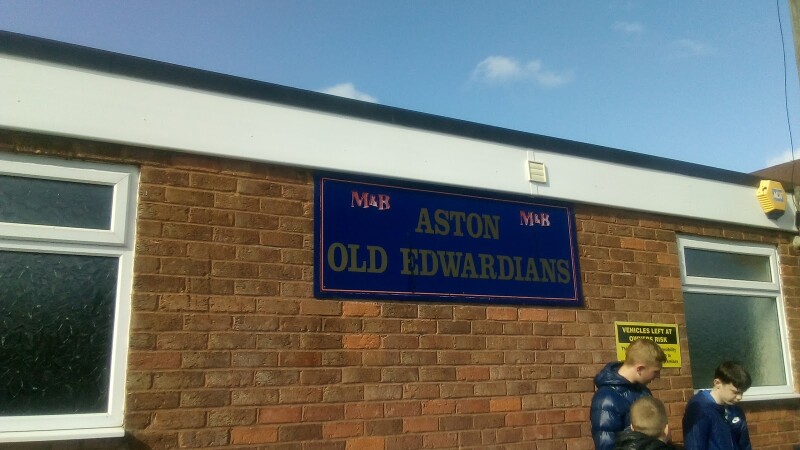 M&B ASTON M&B
OLD EDWARDIANS
VEHICLES LEFT AT
OWNERS RISK